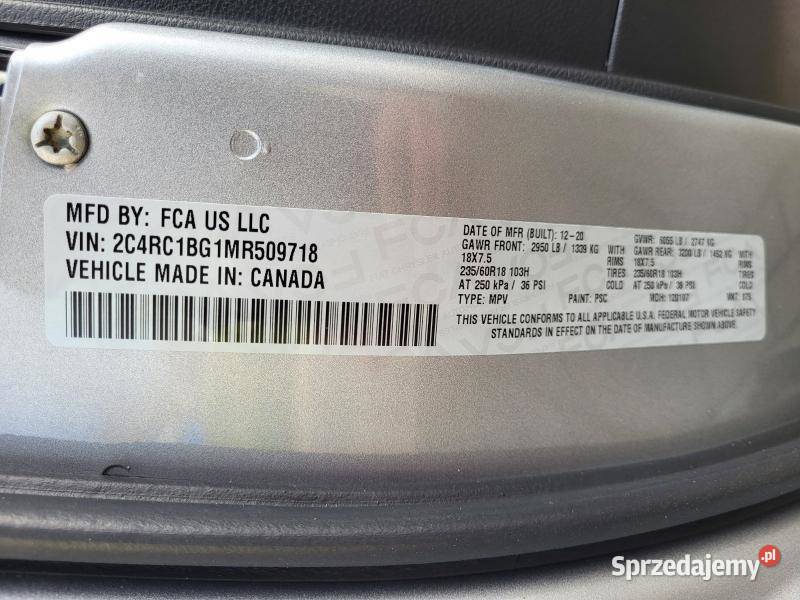 MFD BY: FCA US LLC
VIN: 2C4RC1BG1MR509718
VEHICLE MADE IN: CANADA
DATE OF MFR (BUILT): 12-20 GVWR: 6055 LB / 2747 KG
GAWR FRONT: 2950 LB / 1339 KG WITH GAWR REAR: 3200 LB / 1452 KG WITH
18X7.5 RIMS 18X7.5 RIMS
235/60R18 103H TIRES 235/60R18 103H TIRES
AT 250 kPa / 36 PSI COLD AT 250 kPa / 36 PSI COLD
TYPE: MPV PAINT: PSC MDH: 120107
THIS VEHICLE CONFORMS TO ALL APPLICABLE U.S.A. FEDERAL MOTOR VEHICLE SAFETY
STANDARDS IN EFFECT ON THE DATE OF MANUFACTURE SHOWN ABOVE.
Sprzedajemy.pl